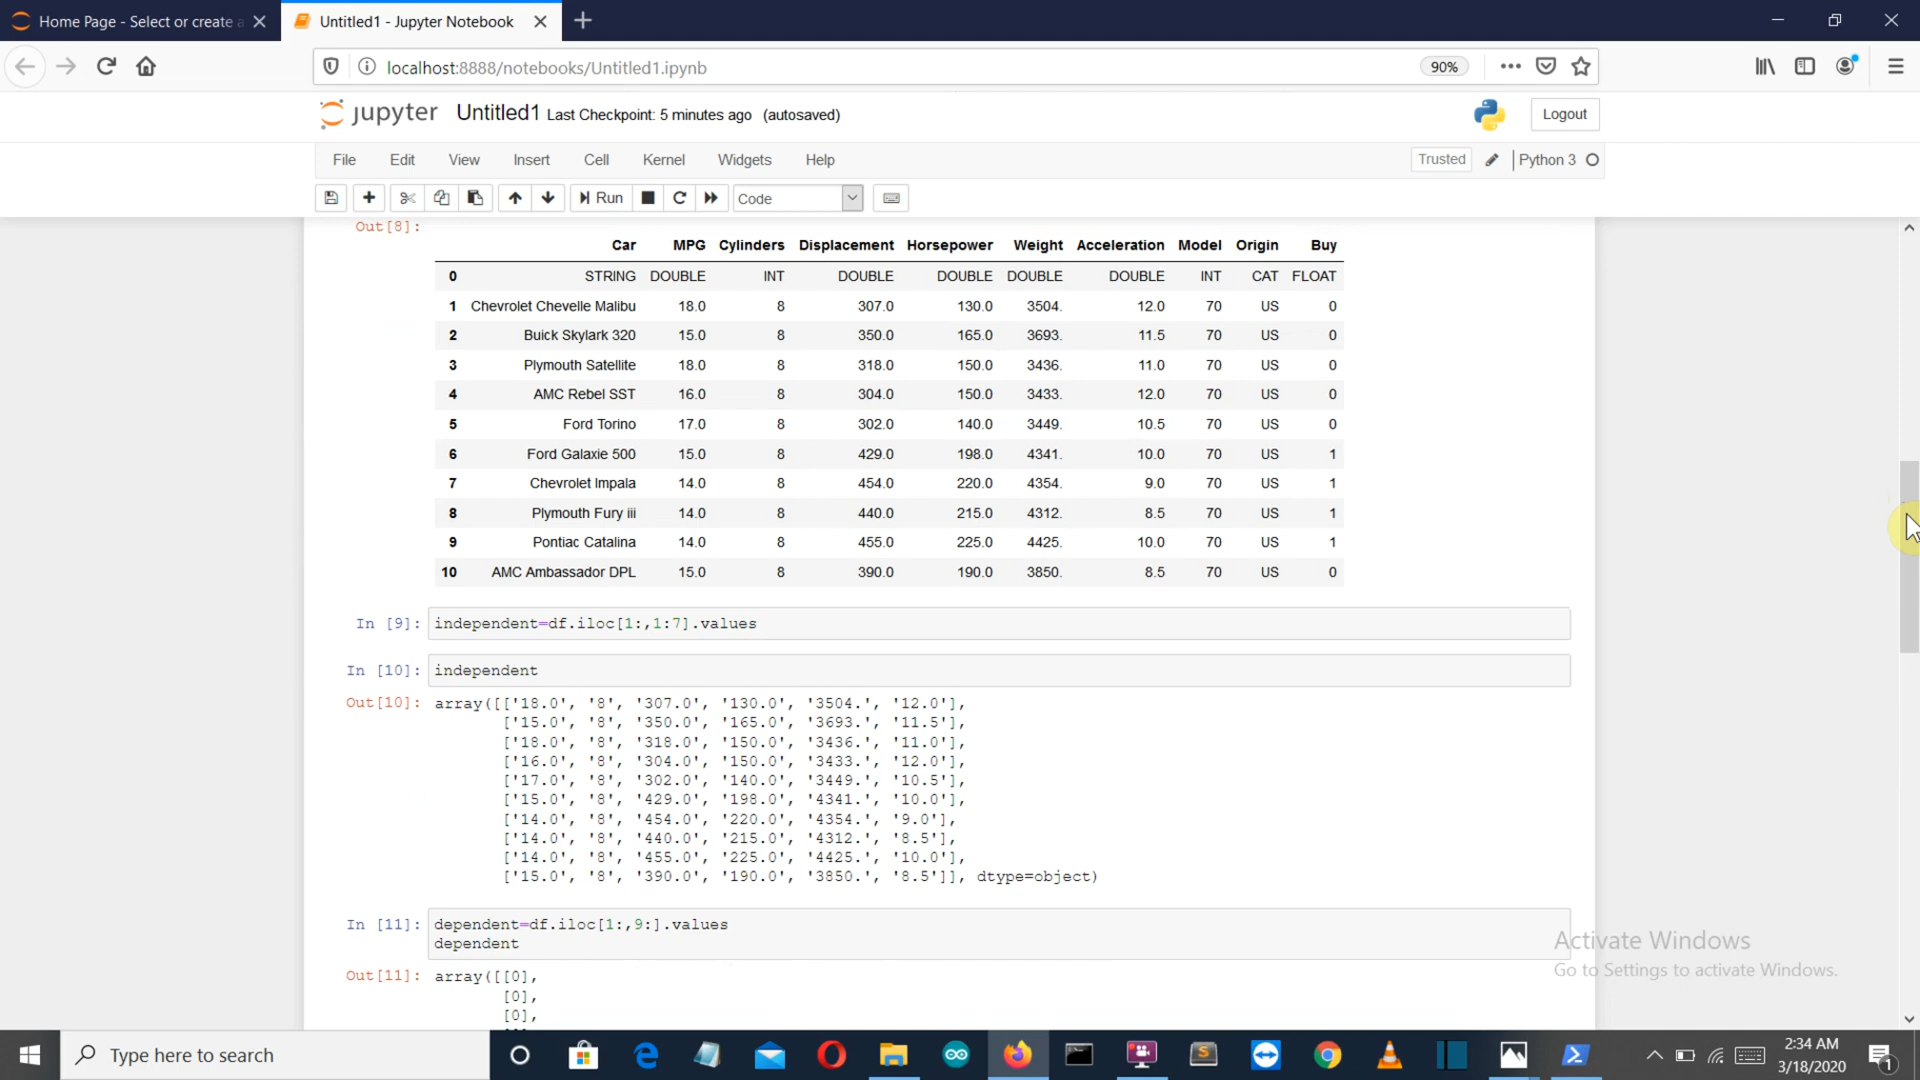 Home Page - Select or create a
Untitled1 - Jupyter Notebook
localhost:8888/notebooks/Untitled1.ipynb
90%
jupyter Untitled1 Last Checkpoint: 5 minutes ago (autosaved)
Logout
File Edit View Insert Cell Kernel Widgets Help
Trusted Python 3
Run Code
Out[8]:
Car MPG Cylinders Displacement Horsepower Weight Acceleration Model Origin Buy
0 STRING DOUBLE INT DOUBLE DOUBLE DOUBLE DOUBLE INT CAT FLOAT
1 Chevrolet Chevelle Malibu 18.0 8 307.0 130.0 3504. 12.0 70 US 0
2 Buick Skylark 320 15.0 8 350.0 165.0 3693. 11.5 70 US 0
3 Plymouth Satellite 18.0 8 318.0 150.0 3436. 11.0 70 US 0
4 AMC Rebel SST 16.0 8 304.0 150.0 3433. 12.0 70 US 0
5 Ford Torino 17.0 8 302.0 140.0 3449. 10.5 70 US 0
6 Ford Galaxie 500 15.0 8 429.0 198.0 4341. 10.0 70 US 1
7 Chevrolet Impala 14.0 8 454.0 220.0 4354. 9.0 70 US 1
8 Plymouth Fury iii 14.0 8 440.0 215.0 4312. 8.5 70 US 1
9 Pontiac Catalina 14.0 8 455.0 225.0 4425. 10.0 70 US 1
10 AMC Ambassador DPL 15.0 8 390.0 190.0 3850. 8.5 70 US 0
In [9]: independent=df.iloc[1:,1:7].values
In [10]: independent
Out[10]: array([['18.0', '8', '307.0', '130.0', '3504.', '12.0'],
['15.0', '8', '350.0', '165.0', '3693.', '11.5'],
['18.0', '8', '318.0', '150.0', '3436.', '11.0'],
['16.0', '8', '304.0', '150.0', '3433.', '12.0'],
['17.0', '8', '302.0', '140.0', '3449.', '10.5'],
['15.0', '8', '429.0', '198.0', '4341.', '10.0'],
['14.0', '8', '454.0', '220.0', '4354.', '9.0'],
['14.0', '8', '440.0', '215.0', '4312.', '8.5'],
['14.0', '8', '455.0', '225.0', '4425.', '10.0'],
['15.0', '8', '390.0', '190.0', '3850.', '8.5']], dtype=object)
In [11]: dependent=df.iloc[1:,9:].values
dependent
Out[11]: array([[0],
[0],
[0],
Activate Windows
Go to Settings to activate Windows.
Type here to search
2:34 AM
3/18/2020
1